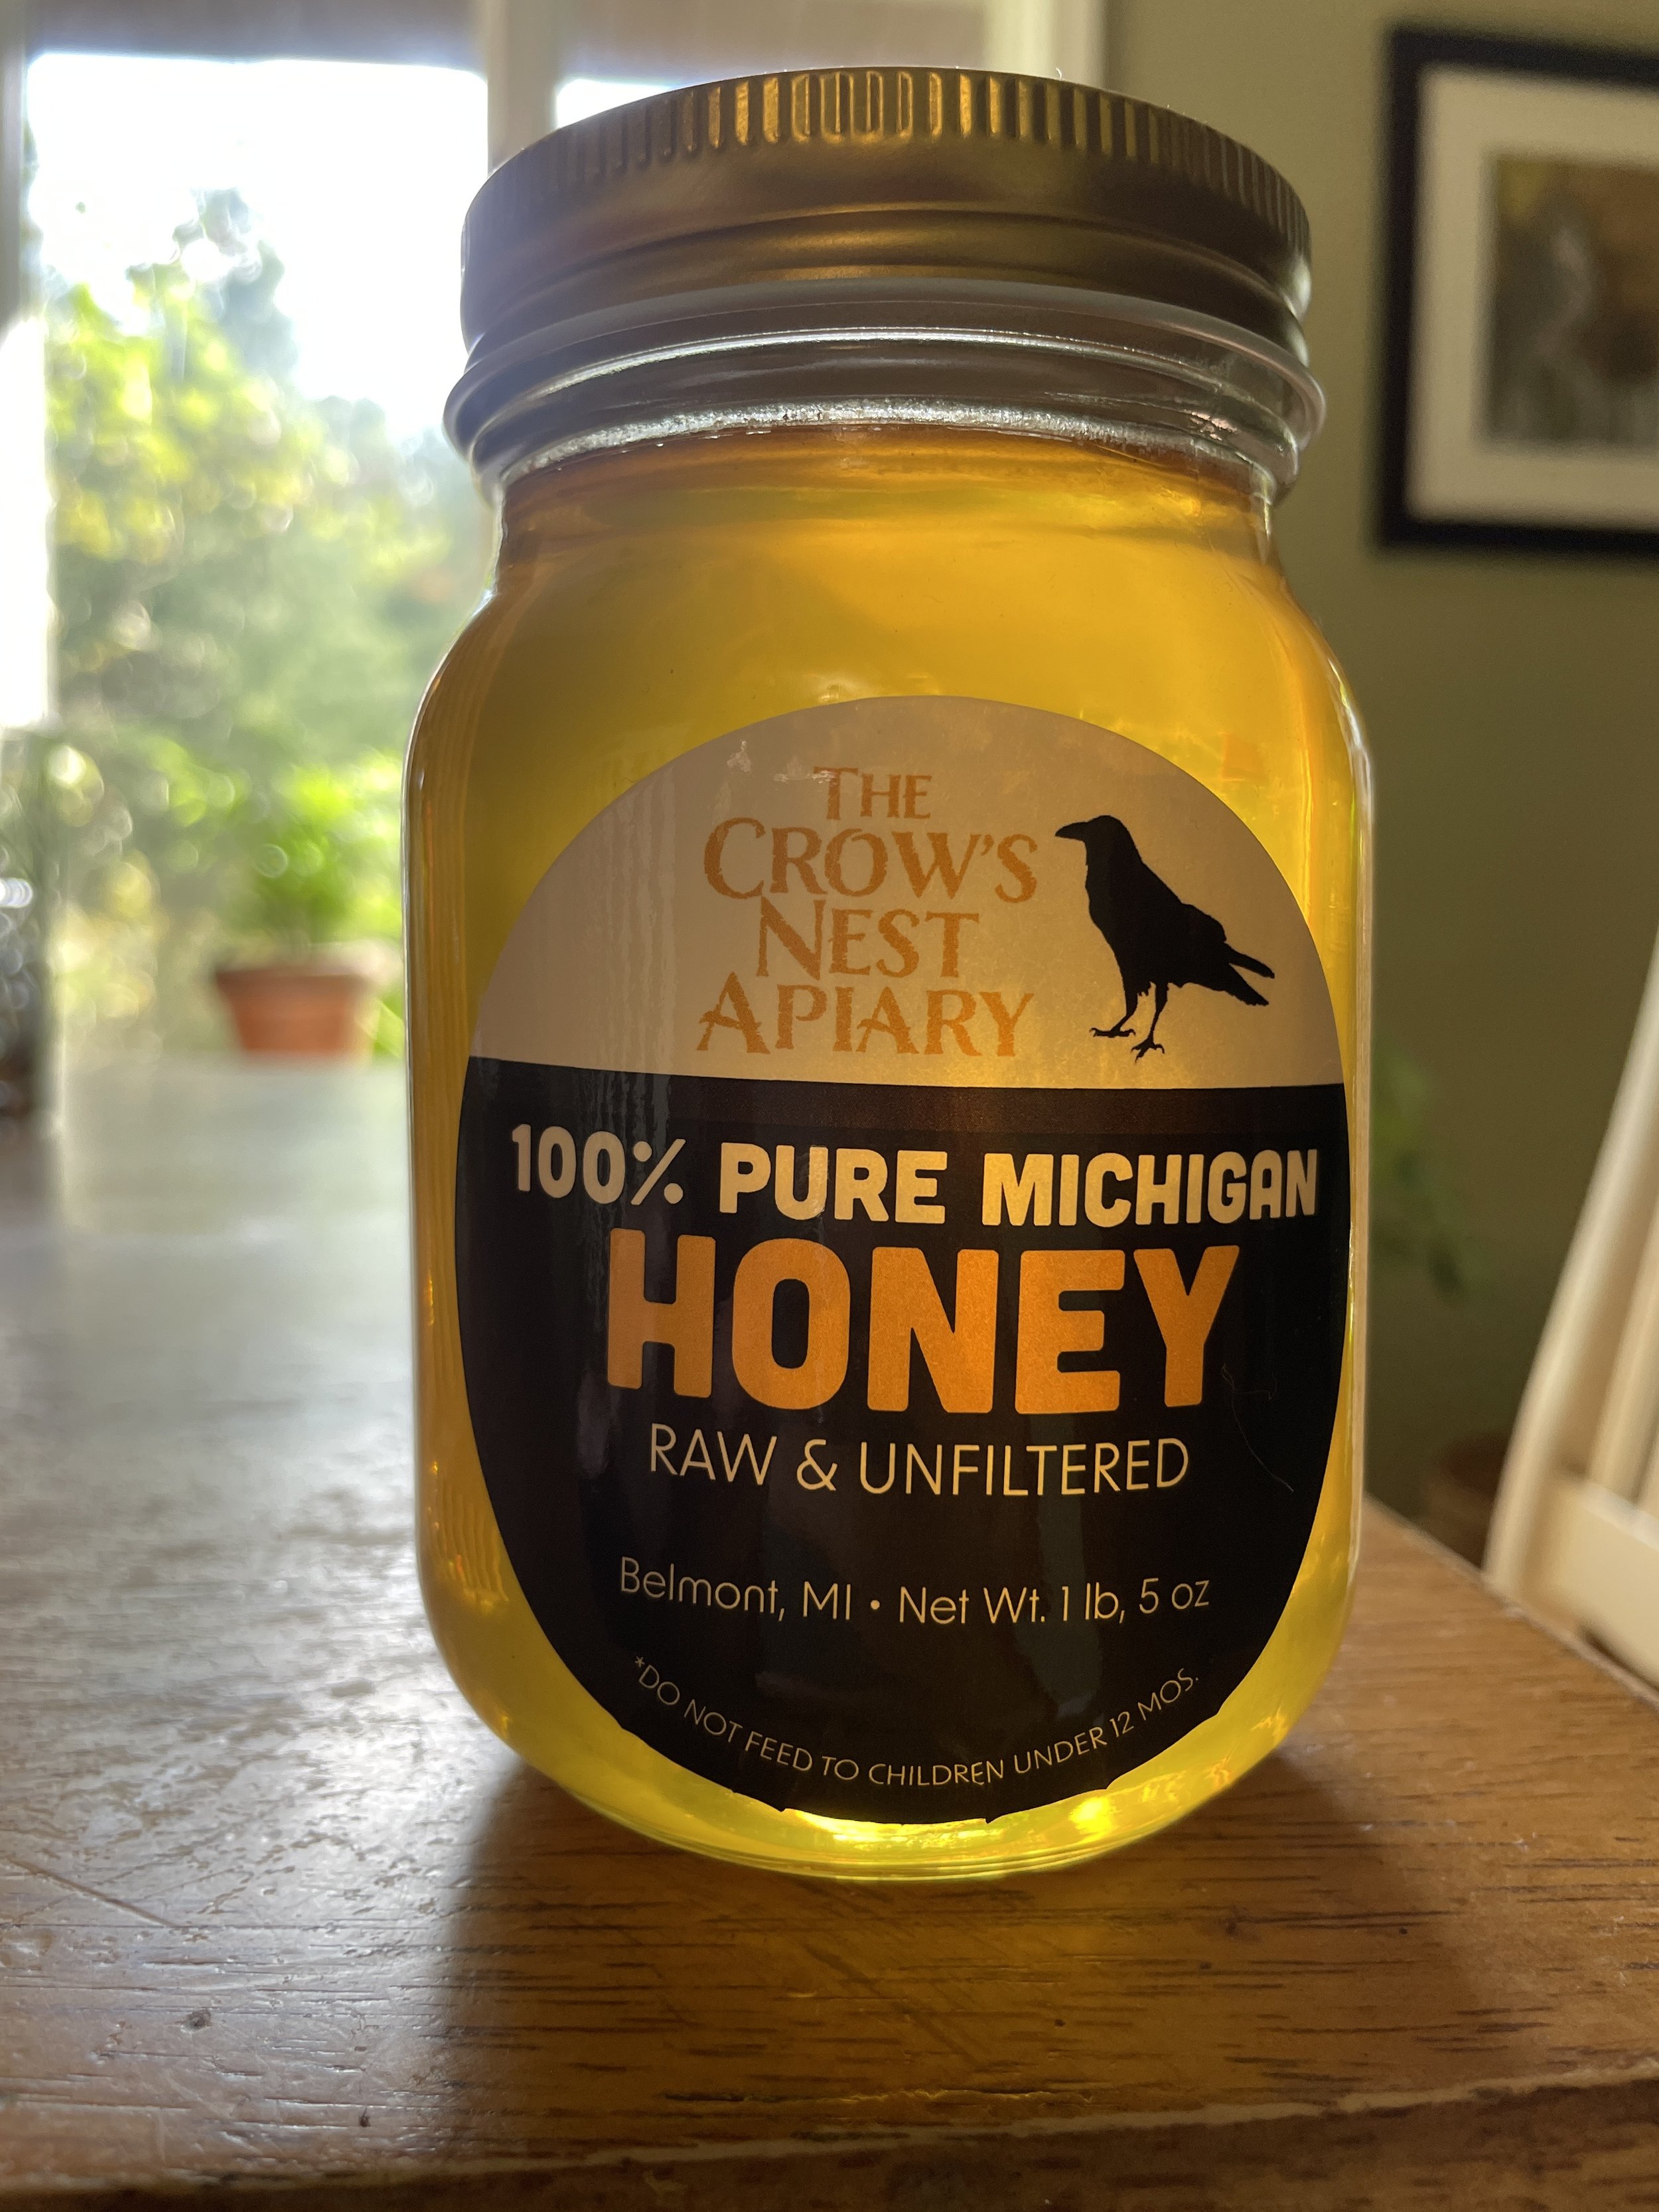 THE
CROW'S
NEST
APIARY
100% PURE MICHIGAN
HONEY
RAW & UNFILTERED
Belmont, MI • Net Wt. 1 lb, 5 oz
*DO NOT FEED TO CHILDREN UNDER 12 MOS.